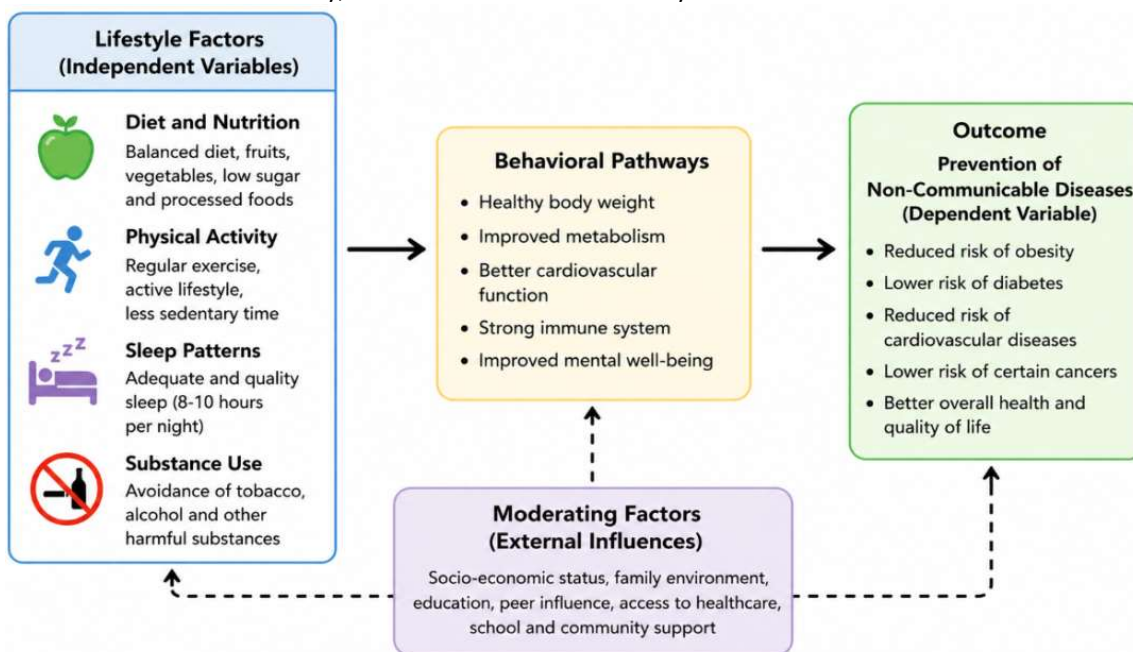 Lifestyle Factors
(Independent Variables)
Diet and Nutrition
Balanced diet, fruits,
vegetables, low sugar
and processed foods
Physical Activity
Regular exercise,
active lifestyle,
less sedentary time
zzz
Sleep Patterns
Adequate and quality
sleep (8-10 hours
per night)
Substance Use
Avoidance of tobacco,
alcohol and other
harmful substances
Behavioral Pathways
• Healthy body weight
• Improved metabolism
• Better cardiovascular
function
• Strong immune system
• Improved mental well-being
Outcome
Prevention of
Non-Communicable Diseases
(Dependent Variable)
• Reduced risk of obesity
• Lower risk of diabetes
• Reduced risk of
cardiovascular diseases
• Lower risk of certain cancers
• Better overall health and
quality of life
Moderating Factors
(External Influences)
Socio-economic status, family environment,
education, peer influence, access to healthcare,
school and community support